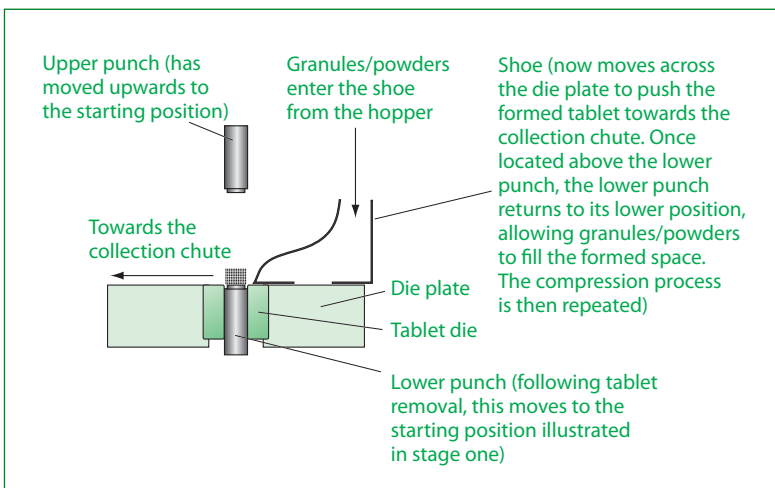 Upper punch (has
moved upwards to
the starting position)
Granules/powders
enter the shoe
from the hopper
Shoe (now moves across
the die plate to push the
formed tablet towards the
collection chute. Once
located above the lower
punch, the lower punch
returns to its lower position,
allowing granules/powders
to fill the formed space.
The compression process
is then repeated)
Towards the
collection chute
Die plate
Tablet die
Lower punch (following tablet
removal, this moves to the
starting position illustrated
in stage one)